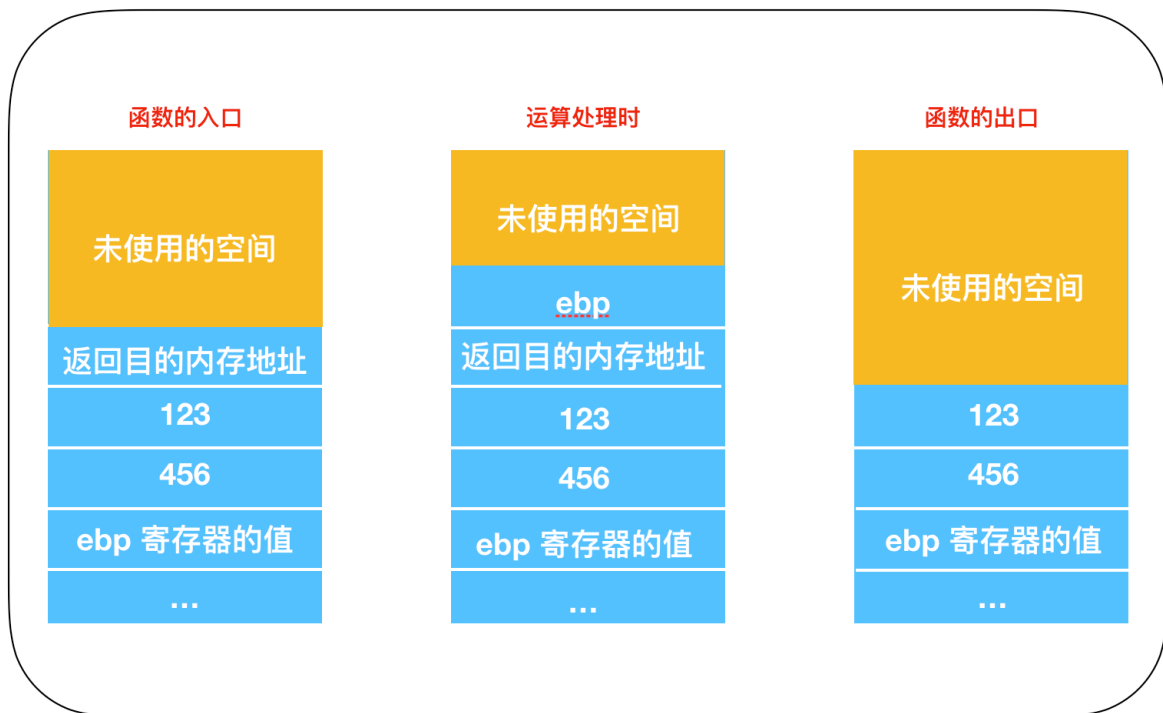 函数的入口
未使用的空间
返回目的内存地址
123
456
ebp 寄存器的值
...
运算处理时
未使用的空间
ebp
返回目的内存地址
123
456
ebp 寄存器的值
...
函数的出口
未使用的空间
123
456
ebp 寄存器的值
...